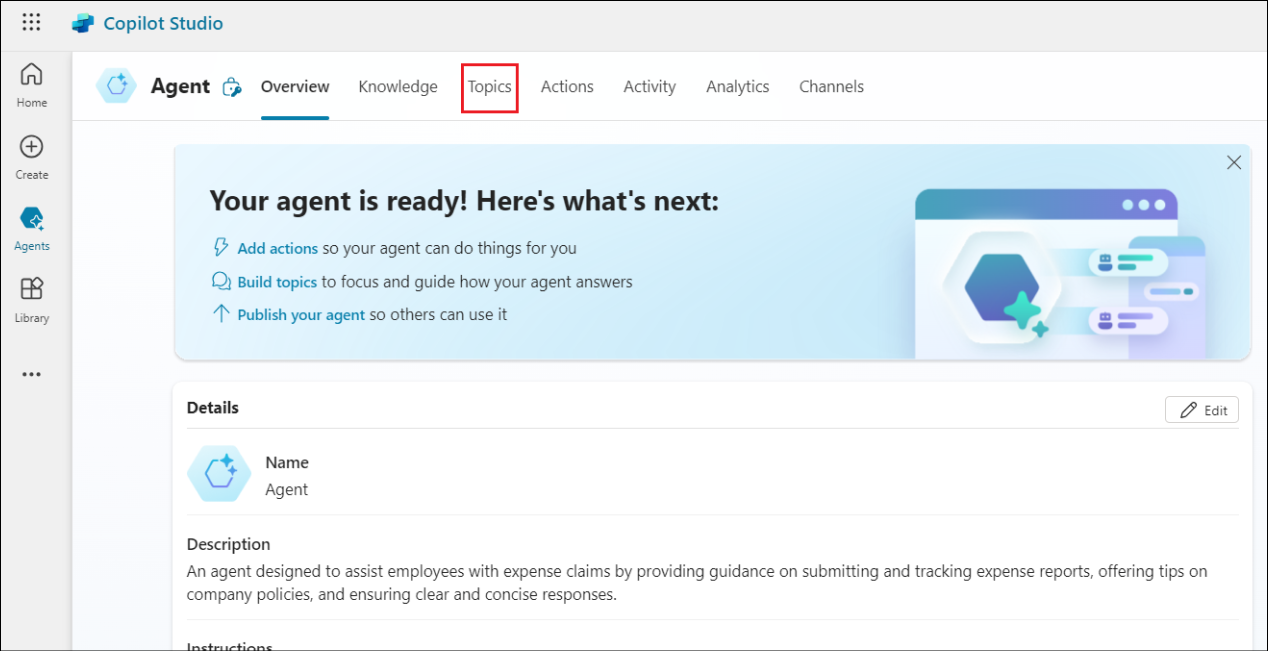 Copilot Studio
Home
Create
Agents
Library
Agent Overview Knowledge Topics Actions Activity Analytics Channels
Your agent is ready! Here's what's next:
Add actions so your agent can do things for you
Build topics to focus and guide how your agent answers
Publish your agent so others can use it
Details
Edit
Name
Agent
Description
An agent designed to assist employees with expense claims by providing guidance on submitting and tracking expense reports, offering tips on
company policies, and ensuring clear and concise responses.
Instructions